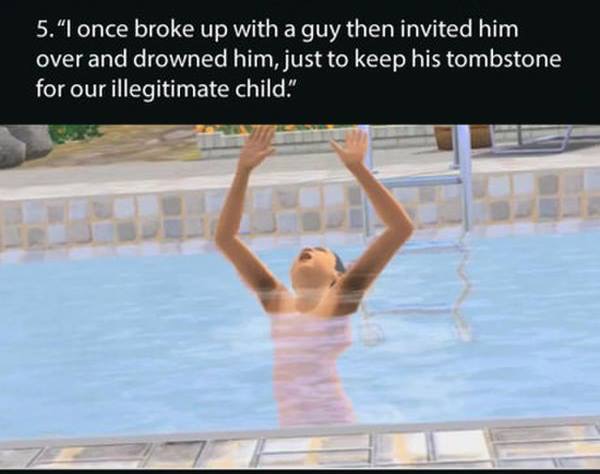 5. “I once broke up with a guy then invited him
over and drowned him, just to keep his tombstone
for our illegitimate child.”